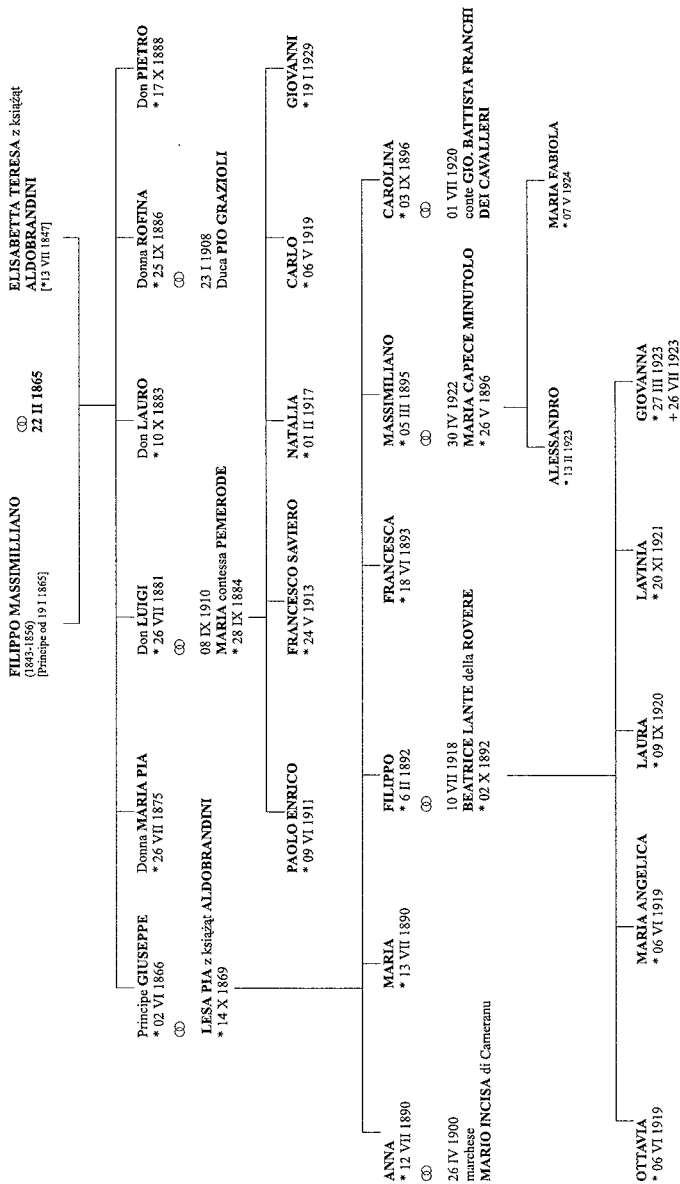 FILIPPO MASSIMILLIANO
(1843-1856)
[Principe od 19 I 1865]
⚭
22 II 1865
ELISABETTA TERESA z książąt
ALDOBRANDINI
[*13 VII 1847]
Principe GIUSEPPE
* 02 VI 1866
⚭
LESA PIA z książąt ALDOBRANDINI
* 14 X 1869
Donna MARIA PIA
* 26 VII 1875
Don LUIGI
* 26 VII 1881
⚭
08 IX 1910
MARIA contessa PEMERODE
* 28 IX 1884
Don LAURO
* 10 X 1883
Donna ROFINA
* 25 IX 1886
⚭
23 I 1908
Duca PIO GRAZIOLI
Don PIETRO
* 17 X 1888
PAOLO ENRICO
* 09 VI 1911
FRANCESCO SAVIERO
* 24 V 1913
NATALIA
* 01 II 1917
CARLO
* 06 V 1919
GIOVANNI
* 19 I 1929
ANNA
* 12 VII 1890
⚭
26 IV 1900
marchese
MARIO INCISA di Cameranu
MARIA
* 13 VII 1890
FILIPPO
* 6 II 1892
⚭
10 VII 1918
BEATRICE LANTE della ROVERE
* 02 X 1892
FRANCESCA
* 18 VI 1893
MASSIMILIANO
* 05 III 1895
⚭
30 IV 1922
MARIA CAPECE MINUTOLO
* 26 V 1896
CAROLINA
* 03 IX 1896
⚭
01 VII 1920
conte GIO. BATTISTA FRANCHI
DEI CAVALLERI
ALESSANDRO
* 13 II 1923
MARIA FABIOLA
* 07 V 1924
OTTAVIA
* 06 VI 1919
MARIA ANGELICA
* 06 VI 1919
LAURA
* 09 IX 1920
LAVINIA
* 20 XI 1921
GIOVANNA
* 27 III 1923
+ 26 VII 1923